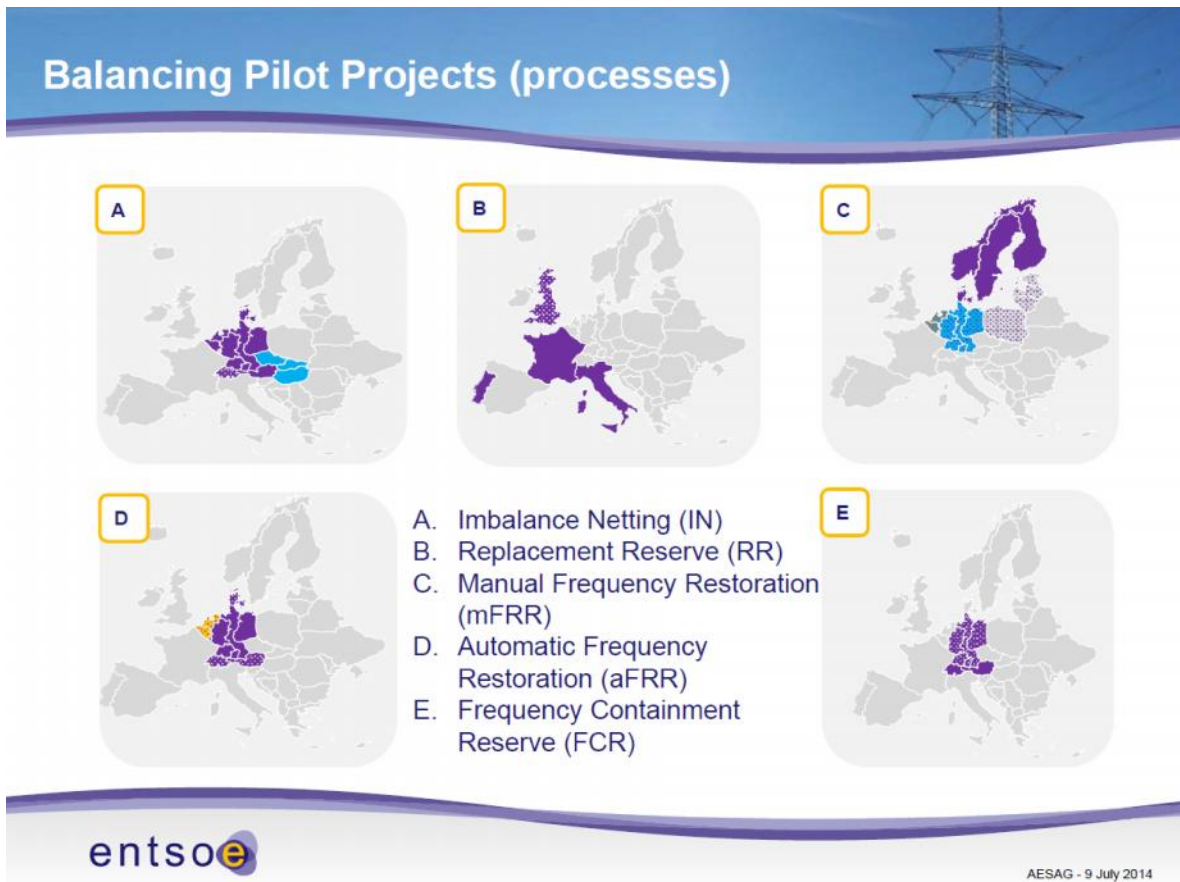 Balancing Pilot Projects (processes)
A
B
C
D
A. Imbalance Netting (IN)
B. Replacement Reserve (RR)
C. Manual Frequency Restoration
(mFRR)
D. Automatic Frequency
Restoration (aFRR)
E. Frequency Containment
Reserve (FCR)
E
entsoe
AESAG - 9 July 2014